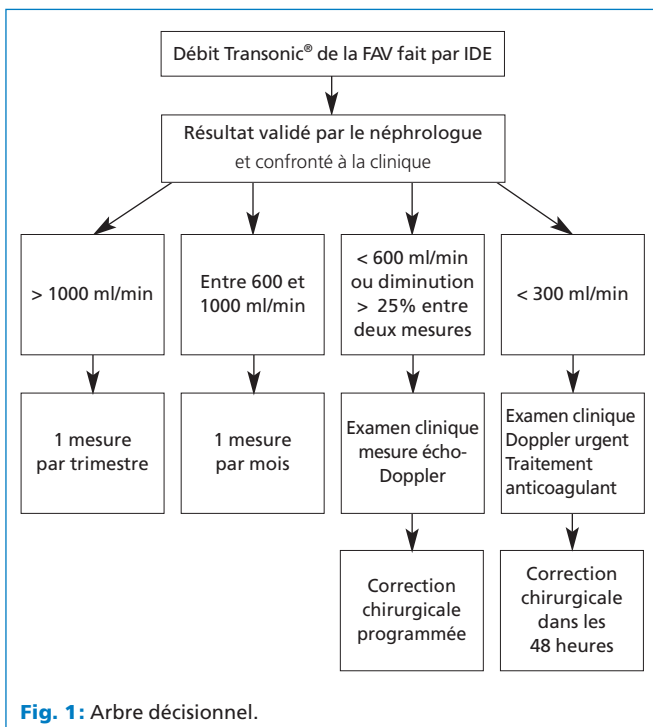 Débit Transonic® de la FAV fait par IDE
Résultat validé par le néphrologue
et confronté à la clinique
> 1000 ml/min
Entre 600 et
1000 ml/min
< 600 ml/min
ou diminution
> 25% entre
deux mesures
< 300 ml/min
1 mesure
par trimestre
1 mesure
par mois
Examen clinique
mesure écho-
Doppler
Examen clinique
Doppler urgent
Traitement
anticoagulant
Correction
chirurgicale
programmée
Correction
chirurgicale
dans les
48 heures
Fig. 1: Arbre décisionnel.